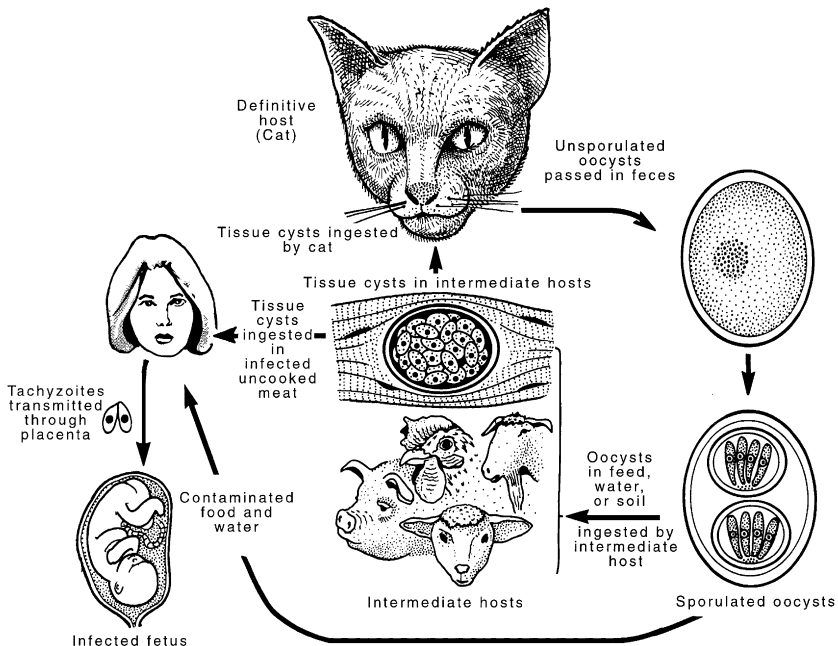 Definitive
host
(Cat)
Unsporulated
oocysts
passed in feces
Tissue cysts ingested
by cat
Tissue cysts in intermediate hosts
Tissue
cysts
ingested
in
infected
uncooked
meat
Tachyzoites
transmitted
through
placenta
Contaminated
food and
water
Oocysts
in feed,
water,
or soil
ingested by
intermediate
host
Intermediate hosts
Sporulated oocysts
Infected fetus